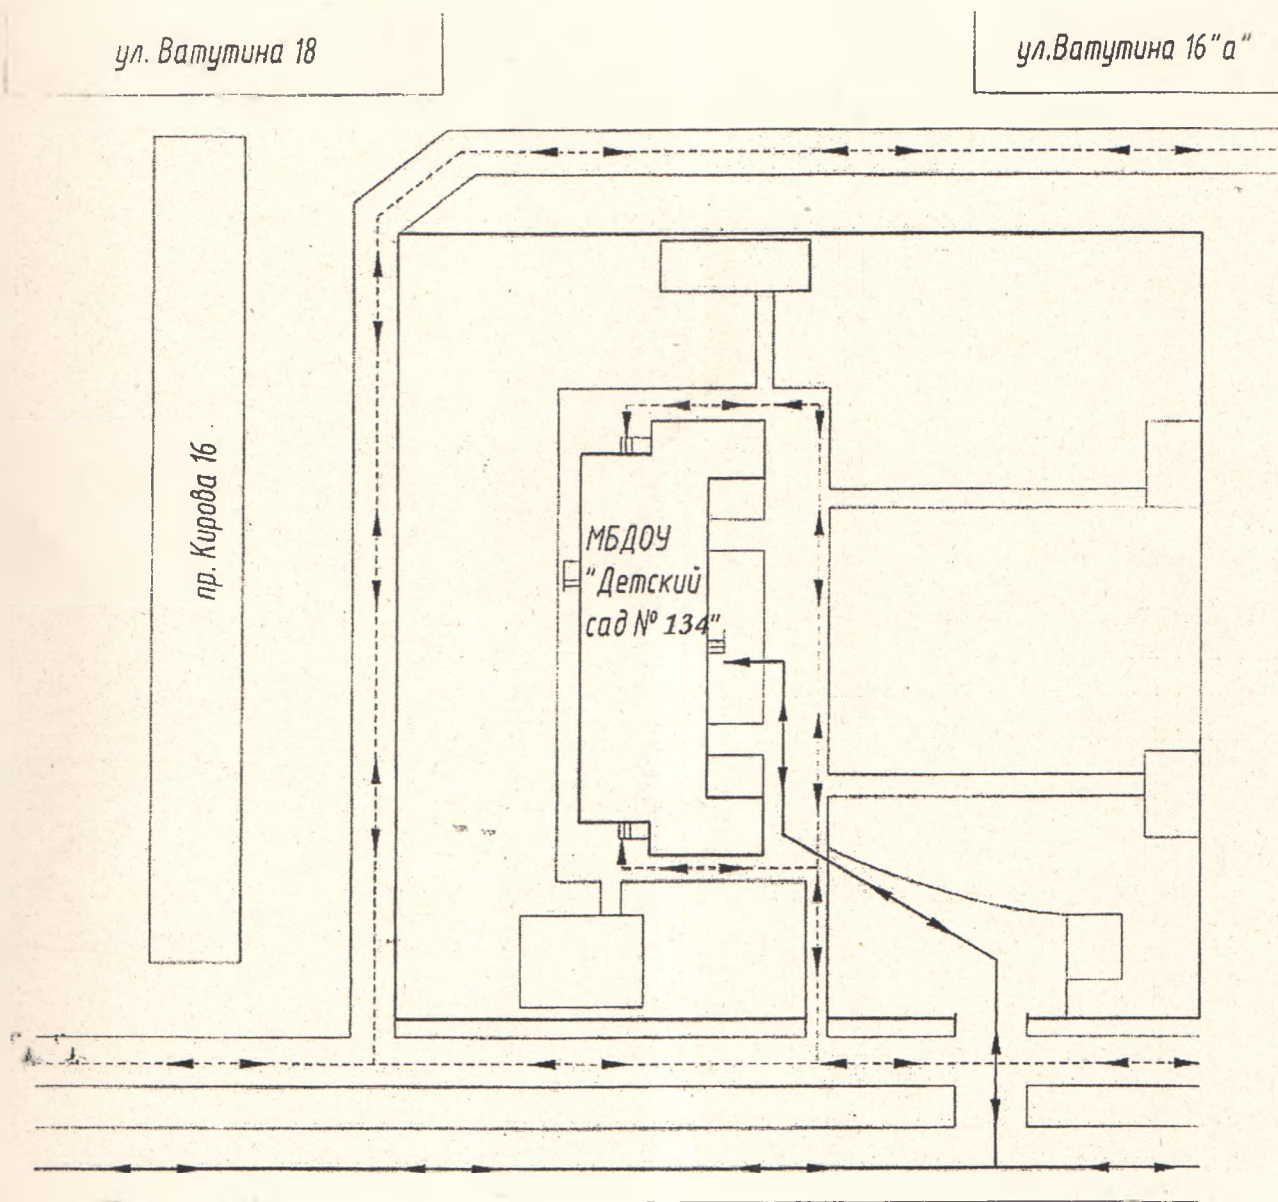 ул. Ватутина 18
ул.Ватутина 16"а"
пр. Кирова 16
МБДОУ
"Детский
сад № 134"